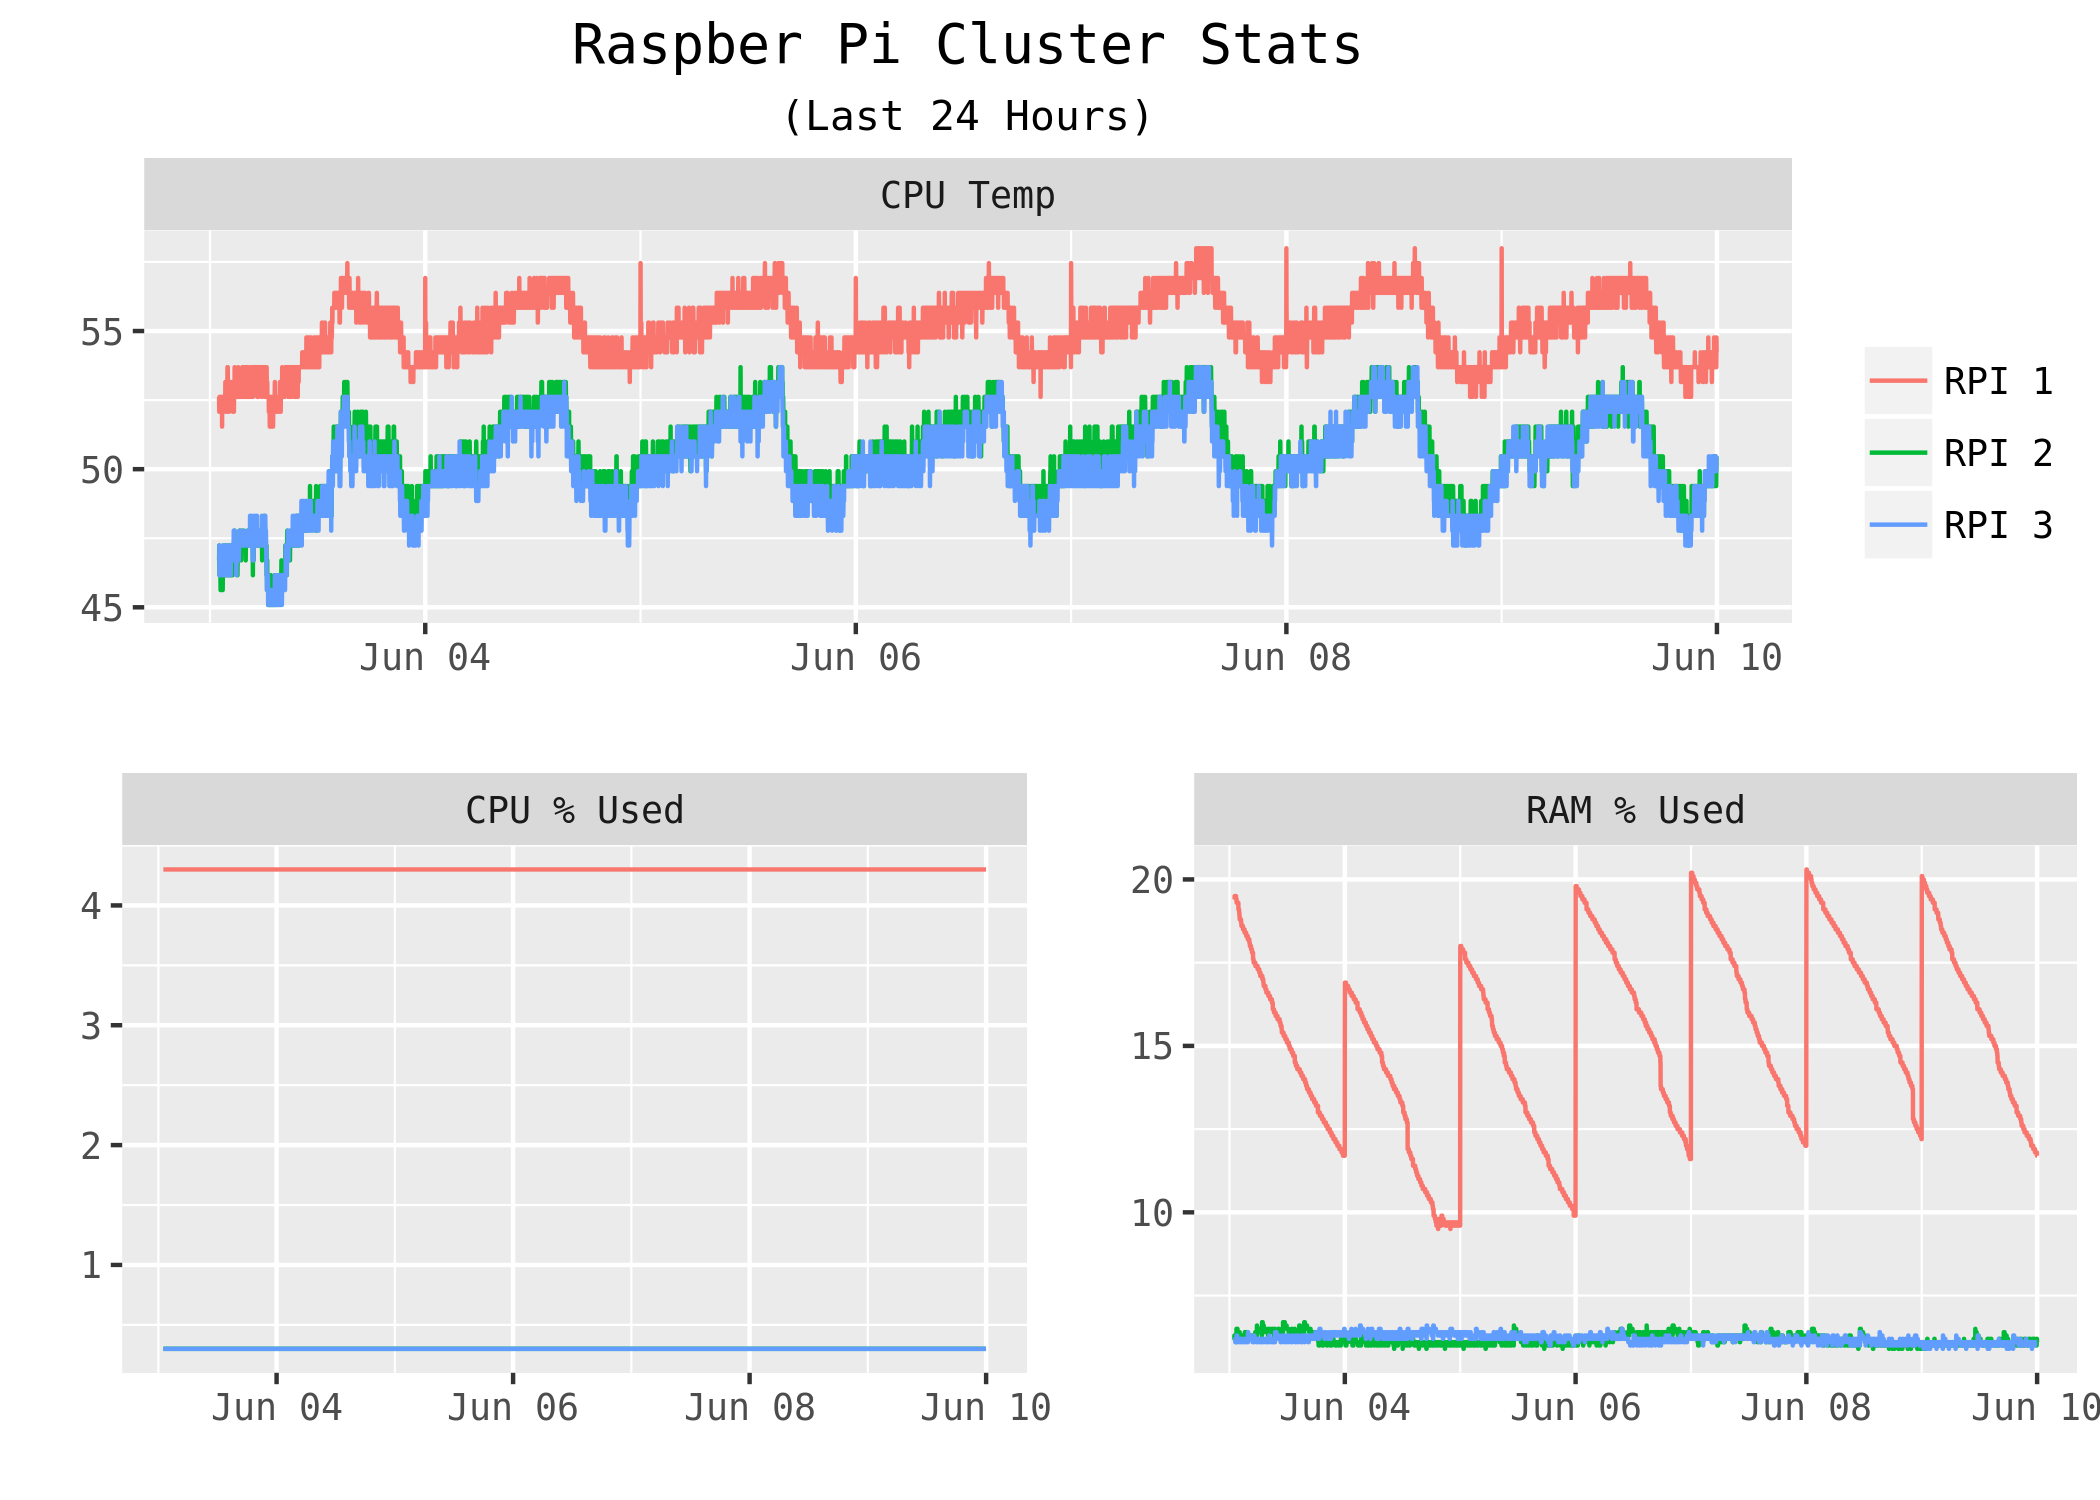 Raspber Pi Cluster Stats
(Last 24 Hours)
CPU Temp
55
50
45
Jun 04 Jun 06 Jun 08 Jun 10
RPI 1
RPI 2
RPI 3
CPU % Used
4
3
2
1
Jun 04 Jun 06 Jun 08 Jun 10
RAM % Used
20
15
10
Jun 04 Jun 06 Jun 08 Jun 10